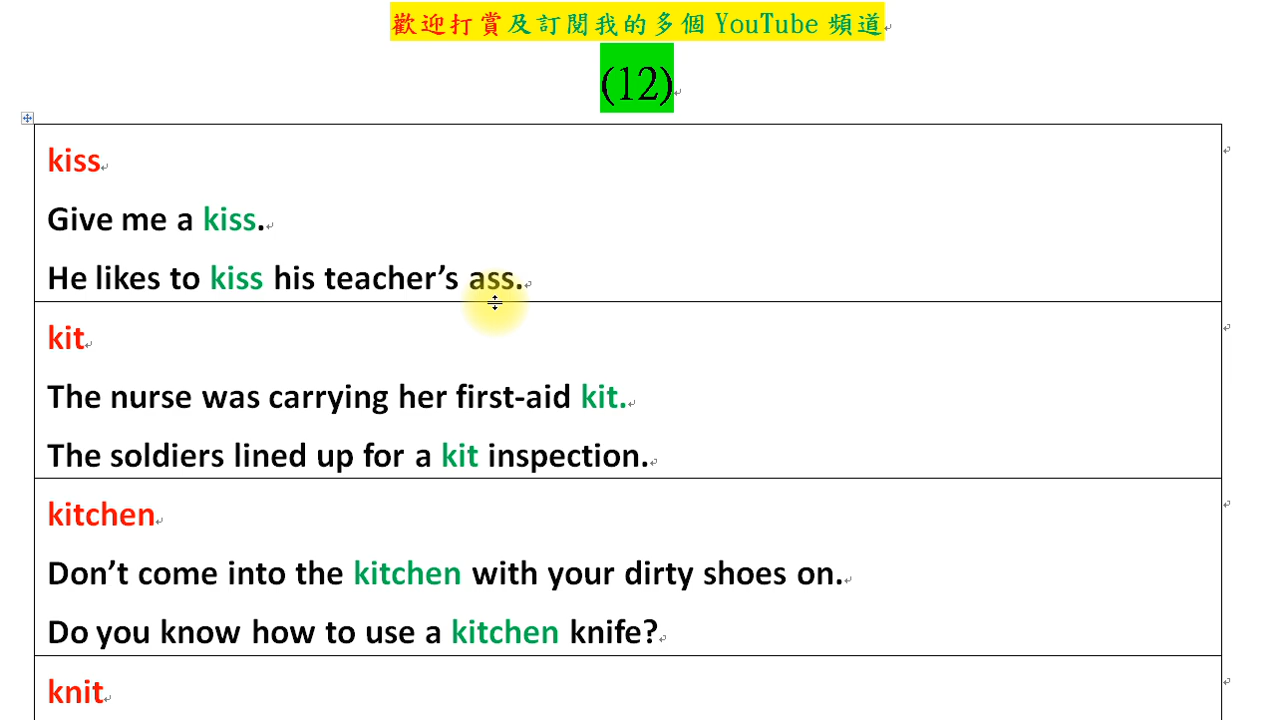 歡迎打賞及訂閱我的多個 YouTube 頻道
(12)
kiss
Give me a kiss.
He likes to kiss his teacher’s ass.
kit
The nurse was carrying her first-aid kit.
The soldiers lined up for a kit inspection.
kitchen
Don’t come into the kitchen with your dirty shoes on.
Do you know how to use a kitchen knife?
knit